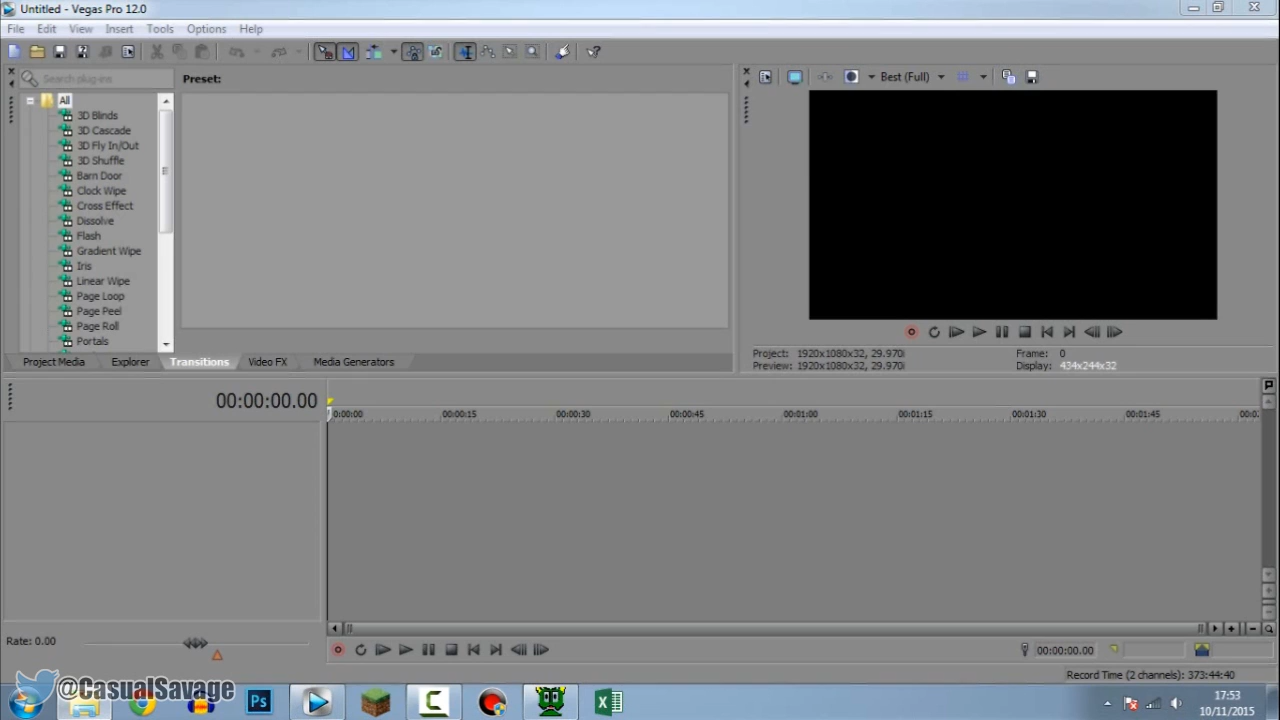 Untitled - Vegas Pro 12.0
File Edit View Insert Tools Options Help
Search plug-ins
Preset:
Best (Full)
All
3D Blinds
3D Cascade
3D Fly In/Out
3D Shuffle
Barn Door
Clock Wipe
Cross Effect
Dissolve
Flash
Gradient Wipe
Iris
Linear Wipe
Page Loop
Page Peel
Page Roll
Portals
Project: 1920x1080x32, 29.970i
Frame: 0
Preview: 1920x1080x32, 29.970i
Display: 434x244x32
Project Media Explorer Transitions Video FX Media Generators
00:00:00.00
0:00:00 00:00:15 00:00:30 00:00:45 00:01:00 00:01:15 00:01:30 00:01:45
Rate: 0.00
00:00:00.00
Record Time (2 channels): 373:44:40
@CasualSavage
Ps
17:53
10/11/2015